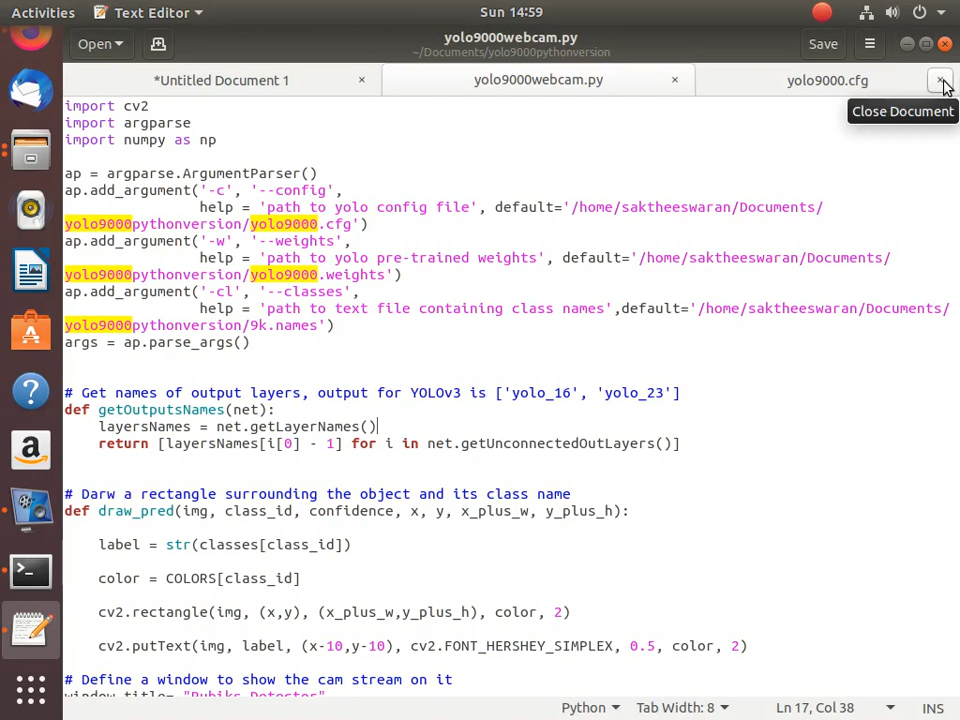 Activities Text Editor Sun 14:59
Open yolo9000webcam.py Save
~/Documents/yolo9000pythonversion
*Untitled Document 1 × yolo9000webcam.py × yolo9000.cfg ×
Close Document
import cv2
import argparse
import numpy as np
ap = argparse.ArgumentParser()
ap.add_argument('-c', '--config',
help = 'path to yolo config file', default='/home/saktheeswaran/Documents/
yolo9000pythonversion/yolo9000.cfg')
ap.add_argument('-w', '--weights',
help = 'path to yolo pre-trained weights', default='/home/saktheeswaran/Documents/
yolo9000pythonversion/yolo9000.weights')
ap.add_argument('-cl', '--classes',
help = 'path to text file containing class names',default='/home/saktheeswaran/Documents/
yolo9000pythonversion/9k.names')
args = ap.parse_args()
# Get names of output layers, output for YOLOv3 is ['yolo_16', 'yolo_23']
def getOutputsNames(net):
layersNames = net.getLayerNames()
return [layersNames[i[0] - 1] for i in net.getUnconnectedOutLayers()]
# Darw a rectangle surrounding the object and its class name
def draw_pred(img, class_id, confidence, x, y, x_plus_w, y_plus_h):
label = str(classes[class_id])
color = COLORS[class_id]
cv2.rectangle(img, (x,y), (x_plus_w,y_plus_h), color, 2)
cv2.putText(img, label, (x-10,y-10), cv2.FONT_HERSHEY_SIMPLEX, 0.5, color, 2)
# Define a window to show the cam stream on it
window_title= "Rubiks Detector"
Python Tab Width: 8 Ln 17, Col 38 INS